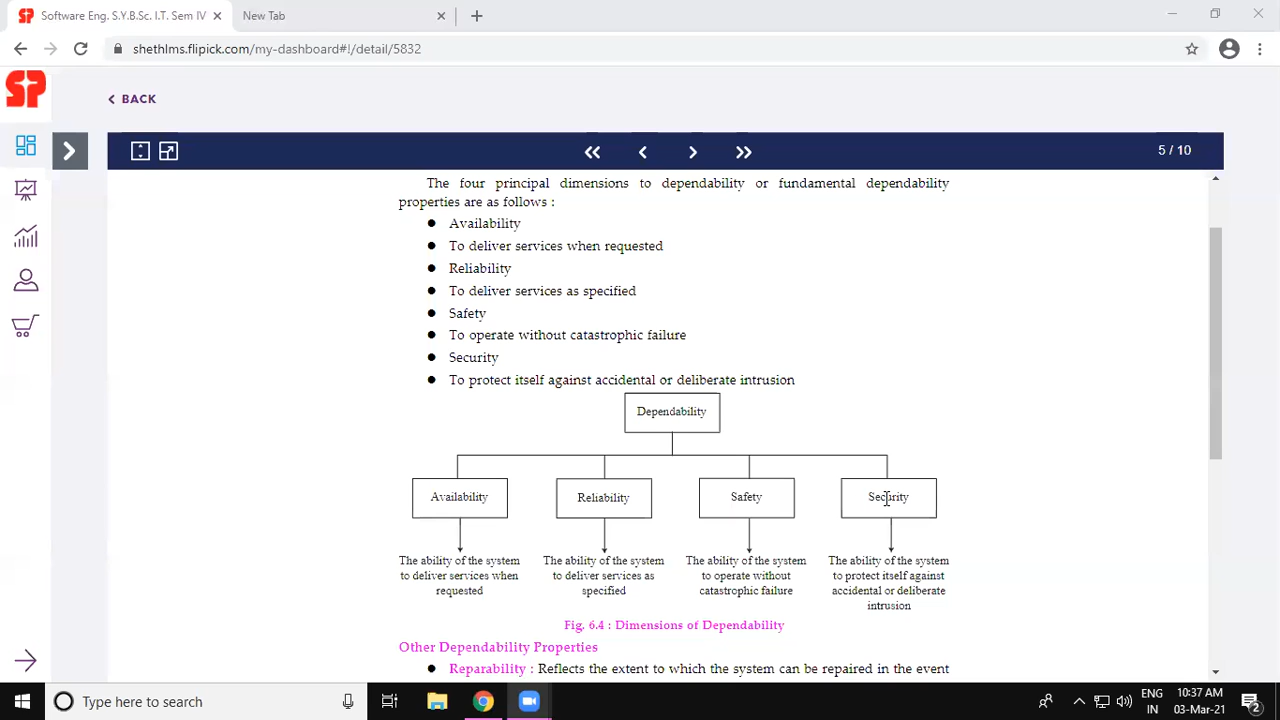 Software Eng. S.Y.B.Sc. I.T. Sem IV
New Tab
shethlms.flipick.com/my-dashboard#!/detail/5832
SP
BACK
5 / 10
The four principal dimensions to dependability or fundamental dependability
properties are as follows :
● Availability
● To deliver services when requested
● Reliability
● To deliver services as specified
● Safety
● To operate without catastrophic failure
● Security
● To protect itself against accidental or deliberate intrusion
Dependability
Availability
Reliability
Safety
Security
The ability of the system
to deliver services when
requested
The ability of the system
to deliver services as
specified
The ability of the system
to operate without
catastrophic failure
The ability of the system
to protect itself against
accidental or deliberate
intrusion
Fig. 6.4 : Dimensions of Dependability
Other Dependability Properties
● Reparability : Reflects the extent to which the system can be repaired in the event
Type here to search
ENG
IN
10:37 AM
03-Mar-21
2